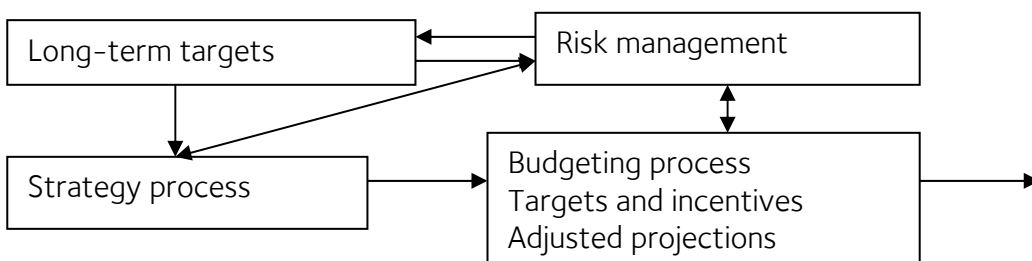 Long-term targets
Risk management
Strategy process
Budgeting process
Targets and incentives
Adjusted projections